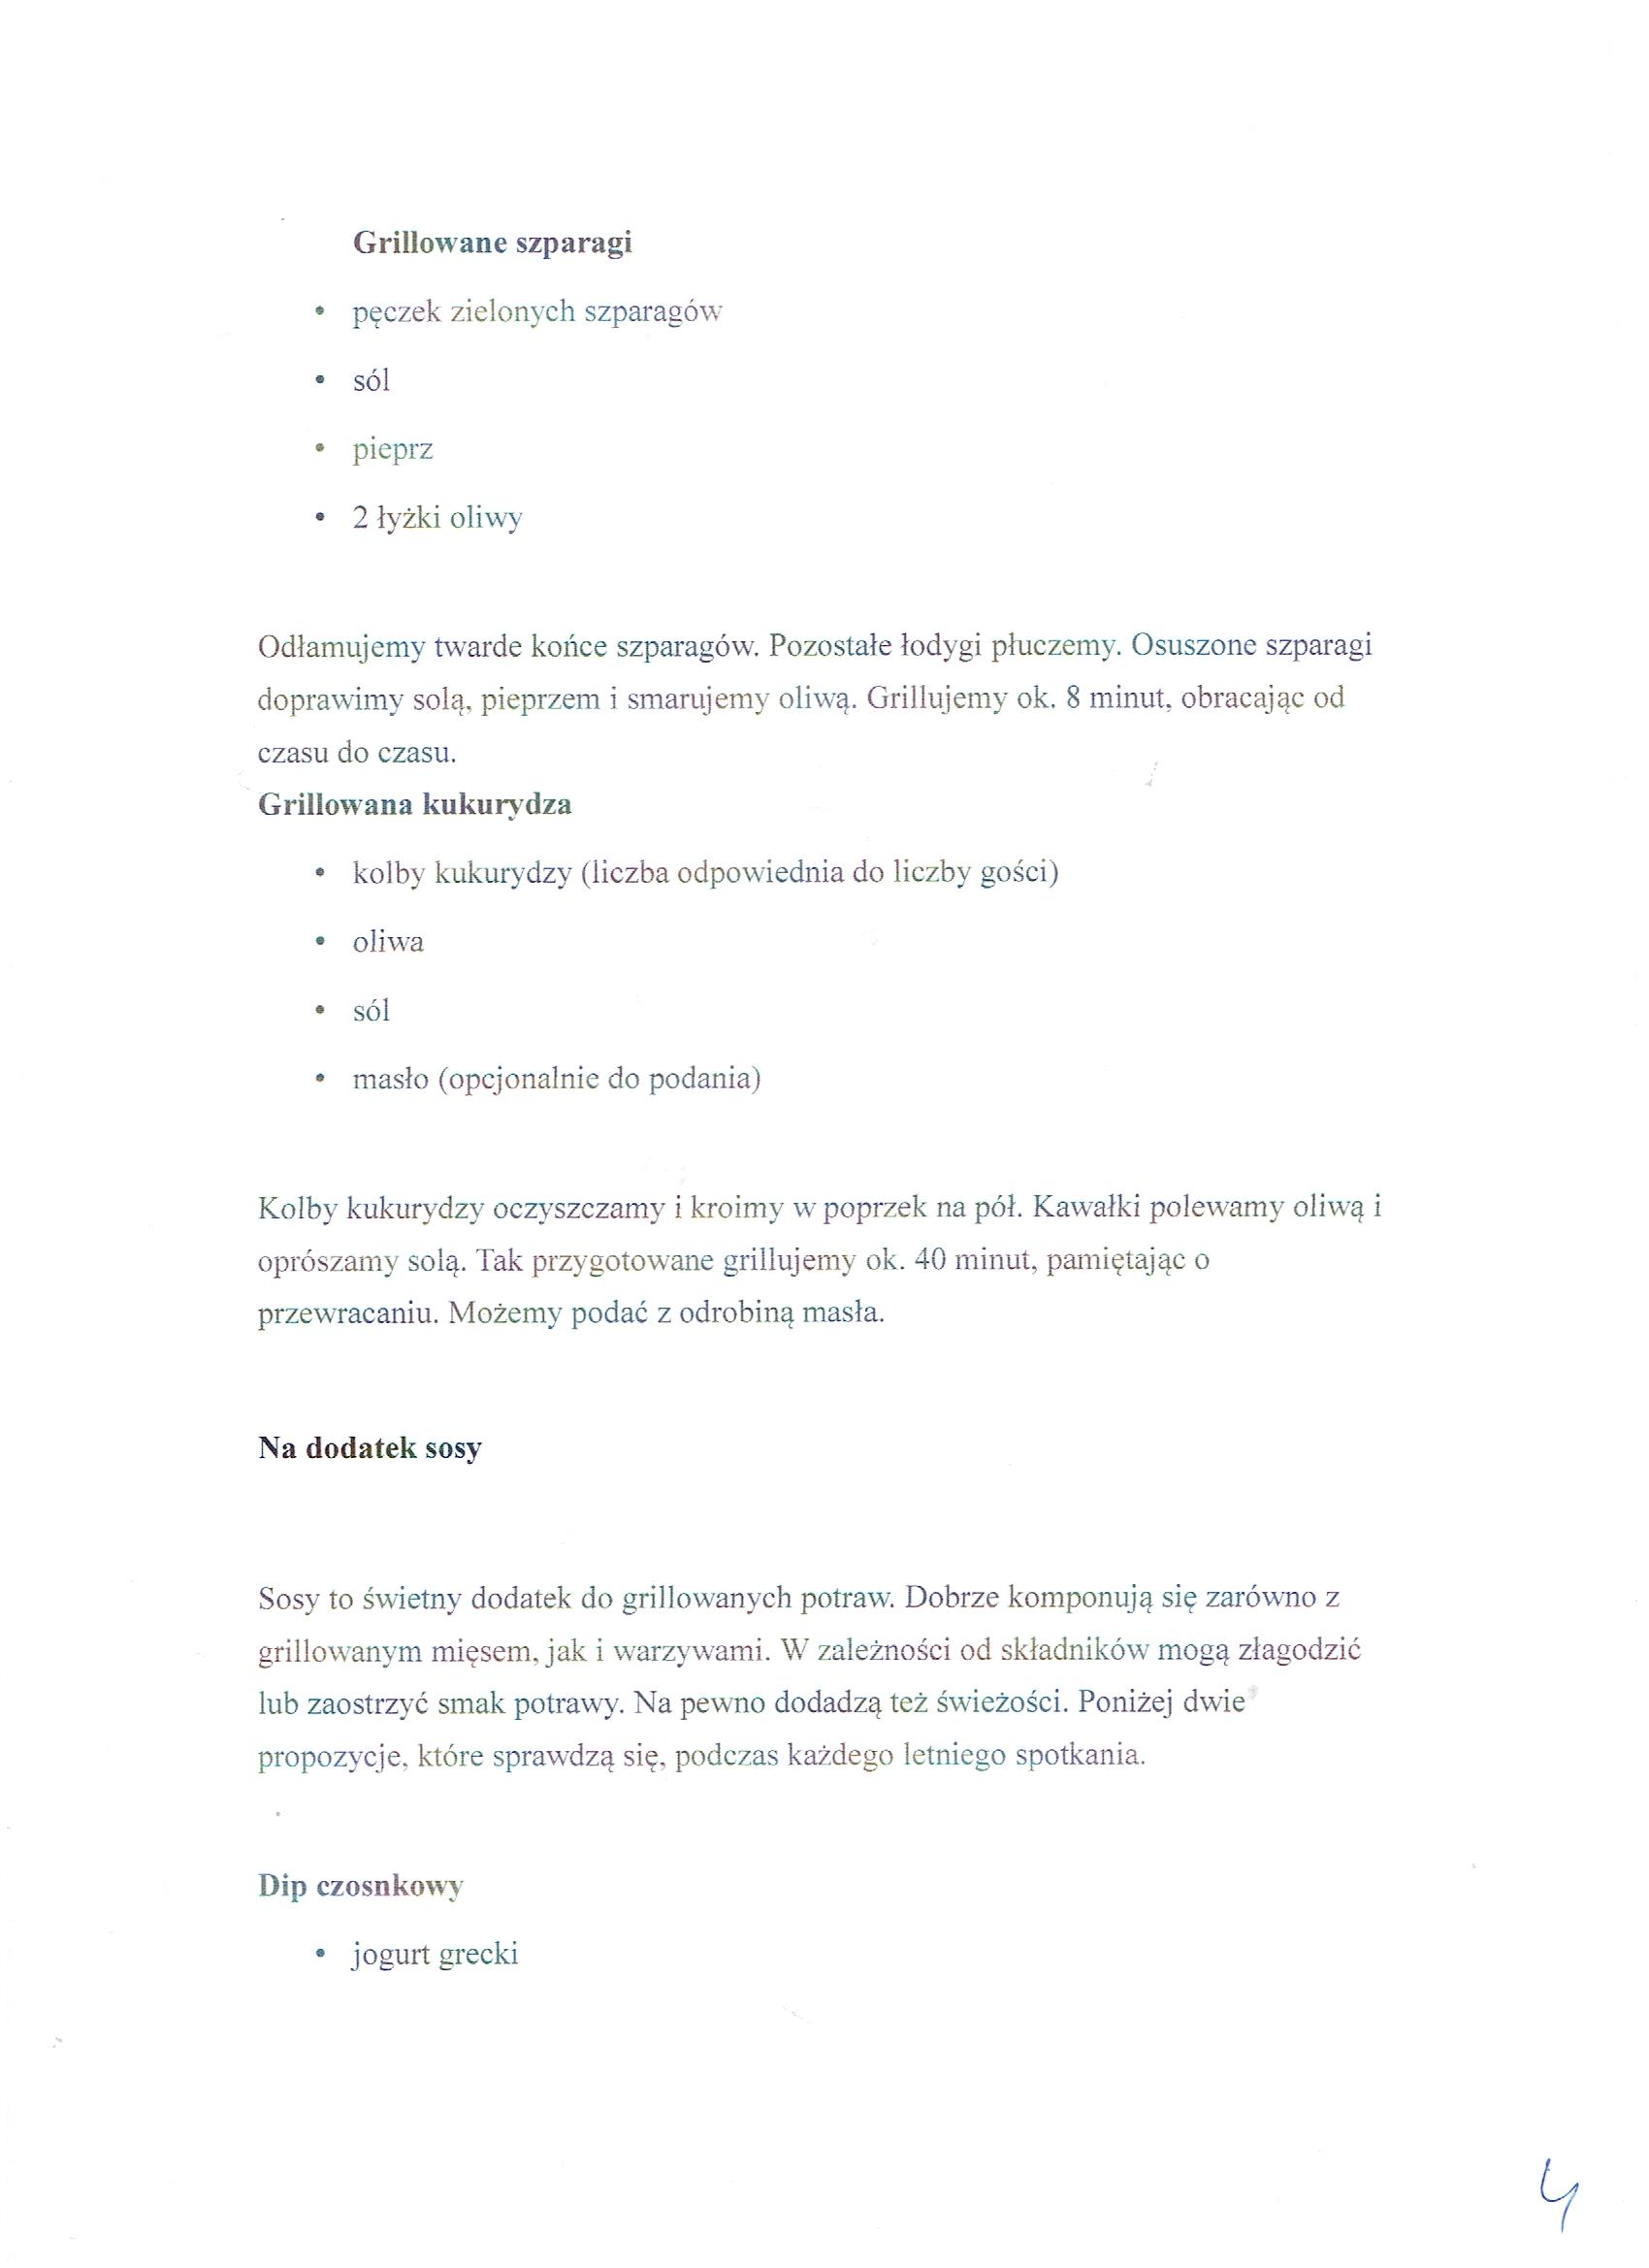 Grillowane szparagi
• pęczek zielonych szparagów
• sól
• pieprz
• 2 łyżki oliwy
Odłamujemy twarde końce szparagów. Pozostałe łodygi płuczemy. Osuszone szparagi
doprawimy solą, pieprzem i smarujemy oliwą. Grillujemy ok. 8 minut, obracając od
czasu do czasu.
Grillowana kukurydza
• kolby kukurydzy (liczba odpowiednia do liczby gości)
• oliwa
• sól
• masło (opcjonalnie do podania)
Kolby kukurydzy oczyszczamy i kroimy w poprzek na pół. Kawałki polewamy oliwą i
oprószamy solą. Tak przygotowane grillujemy ok. 40 minut, pamiętając o
przewracaniu. Możemy podać z odrobiną masła.
Na dodatek sosy
Sosy to świetny dodatek do grillowanych potraw. Dobrze komponują się zarówno z
grillowanym mięsem, jak i warzywami. W zależności od składników mogą złagodzić
lub zaostrzyć smak potrawy. Na pewno dodadzą też świeżości. Poniżej dwie
propozycje, które sprawdzą się, podczas każdego letniego spotkania.
Dip czosnkowy
• jogurt grecki
4